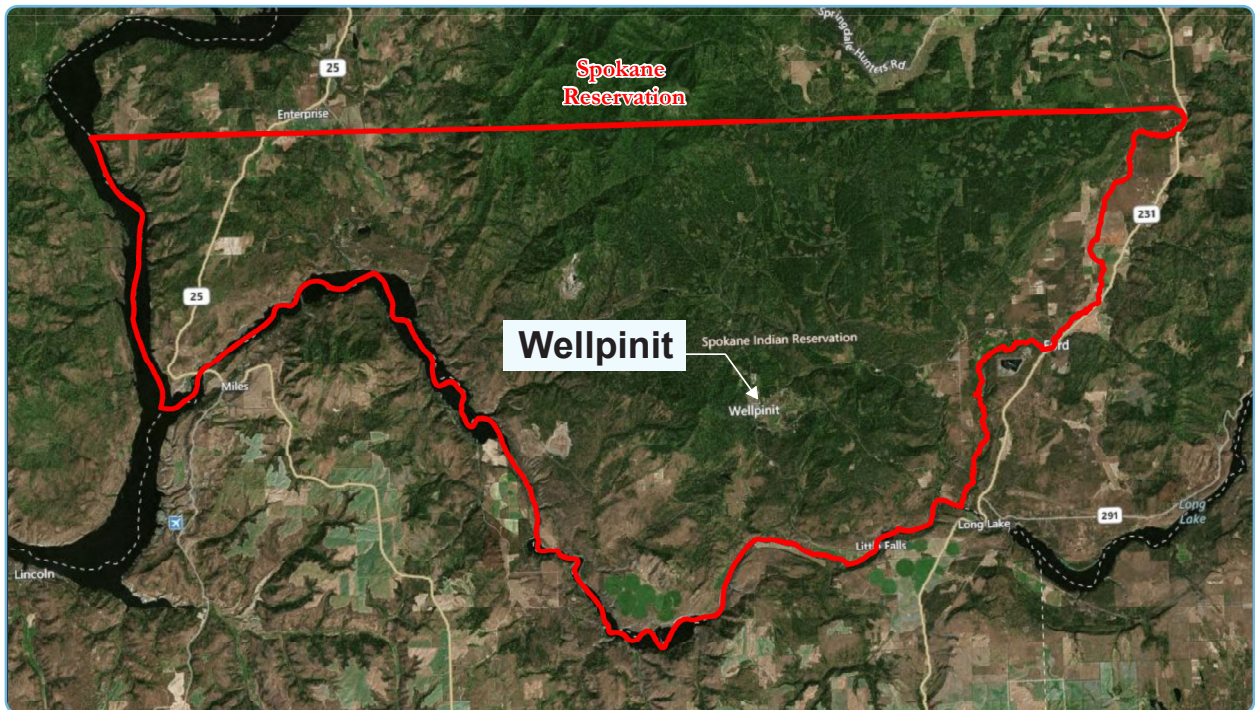 Springdale
Hunters Rd
25
Spokane
Reservation
Enterprise
231
25
Wellpinit
Spokane Indian Reservation
Ford
Miles
Wellpinit
Long
Lake
291
Long Lake
Little Falls
Lincoln